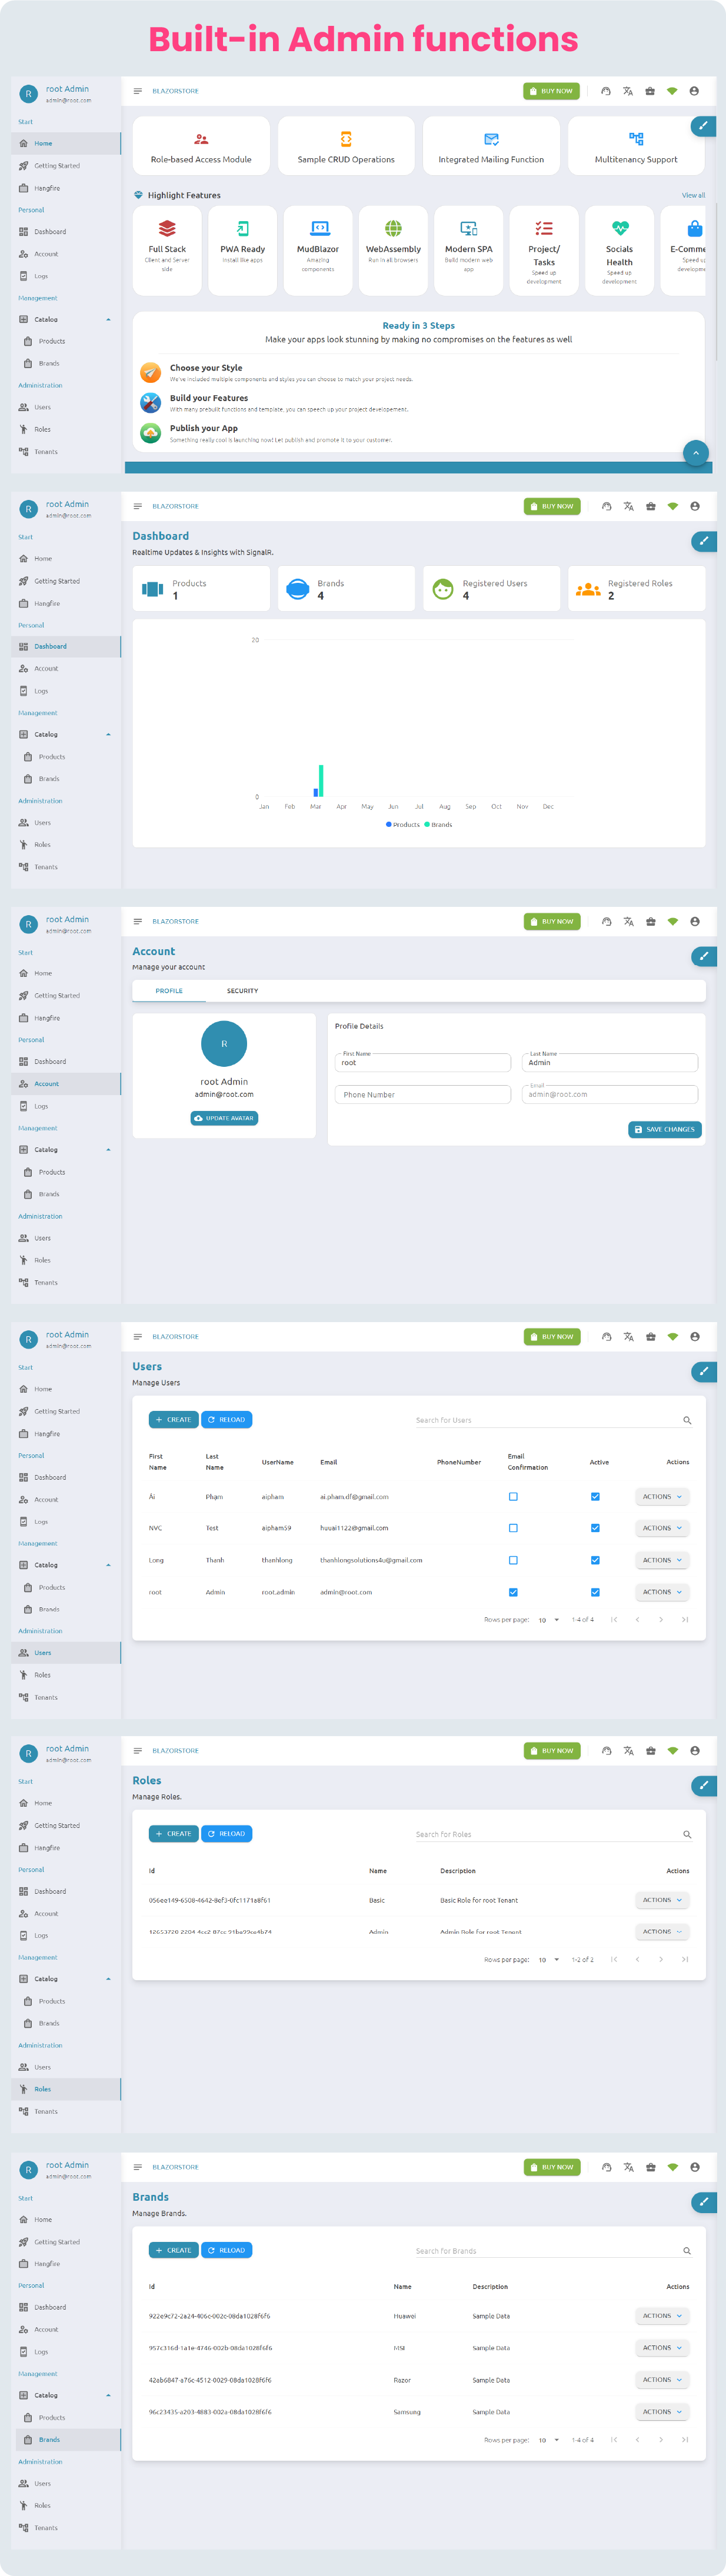 Built-in Admin functions
R
root Admin
admin@root.com
Start
Home
Getting Started
Hangfire
Personal
Dashboard
Account
Logs
Management
Catalog
Products
Brands
Administration
Users
Roles
Tenants
BLAZORSTORE
BUY NOW
Role-based Access Module
Sample CRUD Operations
Integrated Mailing Function
Multitenancy Support
Highlight Features
View all
Full Stack
Client and Server
side
PWA Ready
Install like apps
MudBlazor
Amazing
components
WebAssembly
Run in all browsers
Modern SPA
Build modern web
app
Project/
Tasks
Speed up
development
Socials
Health
Speed up
development
E-Comme
Speed u
developme
Ready in 3 Steps
Make your apps look stunning by making no compromises on the features as well
Choose your Style
We've included multiple components and styles you can choose to match your project needs.
Build your Features
With many prebuilt functions and template, you can speech up your project developement.
Publish your App
Something really cool is launching now! Let publish and promote it to your customer.
R
root Admin
admin@root.com
Start
Home
Getting Started
Hangfire
Personal
Dashboard
Account
Logs
Management
Catalog
Products
Brands
Administration
Users
Roles
Tenants
BLAZORSTORE
BUY NOW
Dashboard
Realtime Updates & Insights with SignalR.
Products
1
Brands
4
Registered Users
4
Registered Roles
2
20
0
Jan Feb Mar Apr May Jun Jul Aug Sep Oct Nov Dec
Products Brands
R
root Admin
admin@root.com
Start
Home
Getting Started
Hangfire
Personal
Dashboard
Account
Logs
Management
Catalog
Products
Brands
Administration
Users
Roles
Tenants
BLAZORSTORE
BUY NOW
Account
Manage your account
PROFILE SECURITY
R
root Admin
admin@root.com
UPDATE AVATAR
Profile Details
First Name
root
Last Name
Admin
Phone Number
Email
admin@root.com
SAVE CHANGES
R
root Admin
admin@root.com
Start
Home
Getting Started
Hangfire
Personal
Dashboard
Account
Logs
Management
Catalog
Products
Brands
Administration
Users
Roles
Tenants
BLAZORSTORE
BUY NOW
Users
Manage Users
CREATE RELOAD
Search for Users
First Name Last Name UserName Email PhoneNumber Email Confirmation Active Actions
Ái Phạm aipham ai.pham.df@gmail.com ACTIONS
NVC Test aipham59 huuai1122@gmail.com ACTIONS
Long Thanh thanhlong thanhlongsolutions4u@gmail.com ACTIONS
root Admin root.admin admin@root.com ACTIONS
Rows per page: 10 1-4 of 4
R
root Admin
admin@root.com
Start
Home
Getting Started
Hangfire
Personal
Dashboard
Account
Logs
Management
Catalog
Products
Brands
Administration
Users
Roles
Tenants
BLAZORSTORE
BUY NOW
Roles
Manage Roles.
CREATE RELOAD
Search for Roles
Id Name Description Actions
056ee149-6508-4642-8ef3-0fc1171a8f61 Basic Basic Role for root Tenant ACTIONS
Admin Admin Role for root Tenant ACTIONS
Rows per page: 10 1-2 of 2
R
root Admin
admin@root.com
Start
Home
Getting Started
Hangfire
Personal
Dashboard
Account
Logs
Management
Catalog
Products
Brands
Administration
Users
Roles
Tenants
BLAZORSTORE
BUY NOW
Brands
Manage Brands.
CREATE RELOAD
Search for Brands
Id Name Description Actions
922e9c72-2a24-406c-002c-08da1028f6f6 Huawei Sample Data ACTIONS
957c316d-1a1e-4746-002b-08da1028f6f6 MSI Sample Data ACTIONS
42ab6847-a76c-4512-0029-08da1028f6f6 Razor Sample Data ACTIONS
96c23435-a203-4883-002a-08da1028f6f6 Samsung Sample Data ACTIONS
Rows per page: 10 1-4 of 4